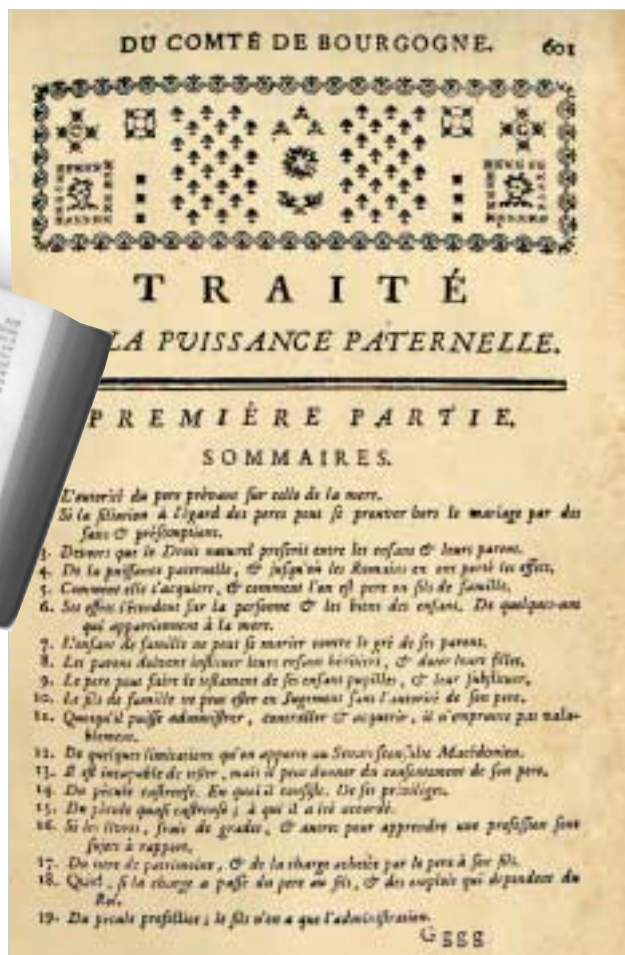 DU COMTÉ DE BOURGOGNE. 601
TRAITÉ
LA PUISSANCE PATERNELLE.
PREMIÈRE PARTIE.
SOMMAIRES.
L'autorité du pere prévaut sur celle de la mere.
Si la filiation à l'égard des peres peut se prouver hors le mariage par des
& présomptions.
3. Devoirs que le Droit naturel prescrit entre les enfans & leurs parens.
4. De la puissance paternelle, & jusqu'où les Romains en ont porté les effets.
5. Comment elle s'acquiere, & comment l'on est pere ou fils de famille.
6. Ses effets s'étendent sur la personne & les biens des enfans. De quelques-uns
qui appartiennent à la mere.
7. L'enfant de famille ne peut se marier contre le gré de ses parens.
8. Les parens doivent instituer leurs enfans héritiers, & doter leurs filles.
9. Le pere peut faire le testament de ses enfans pupilles, & leur substituer.
10. Le fils de famille ne peut ester en Jugement sans l'autorité de son pere.
11. Quoiqu'il puisse administrer, contracter & acquerir, il n'emprunte pas vala-
blement.
12. De quelques limitations qu'on apporte au Senatusconsulte Macédonien.
13. Il est incapable de tester, mais il peut donner du consentement de son pere.
14. Du pécule castrense. En quoi il consiste. De ses priviléges.
15. Du pécule quasi castrense ; à qui il a été accordé.
16. Si les livres, frais de grades, & autres pour apprendre une profession sont
sujets à rapport.
17. Du titre de patrimoine, & de la charge achetée par le pere à son fils.
18. Quid, si la charge a passé du pere au fils, & des emplois qui dependent du
Roi.
19. Du pécule profectice ; le fils n'en a que l'administration.
Gggg